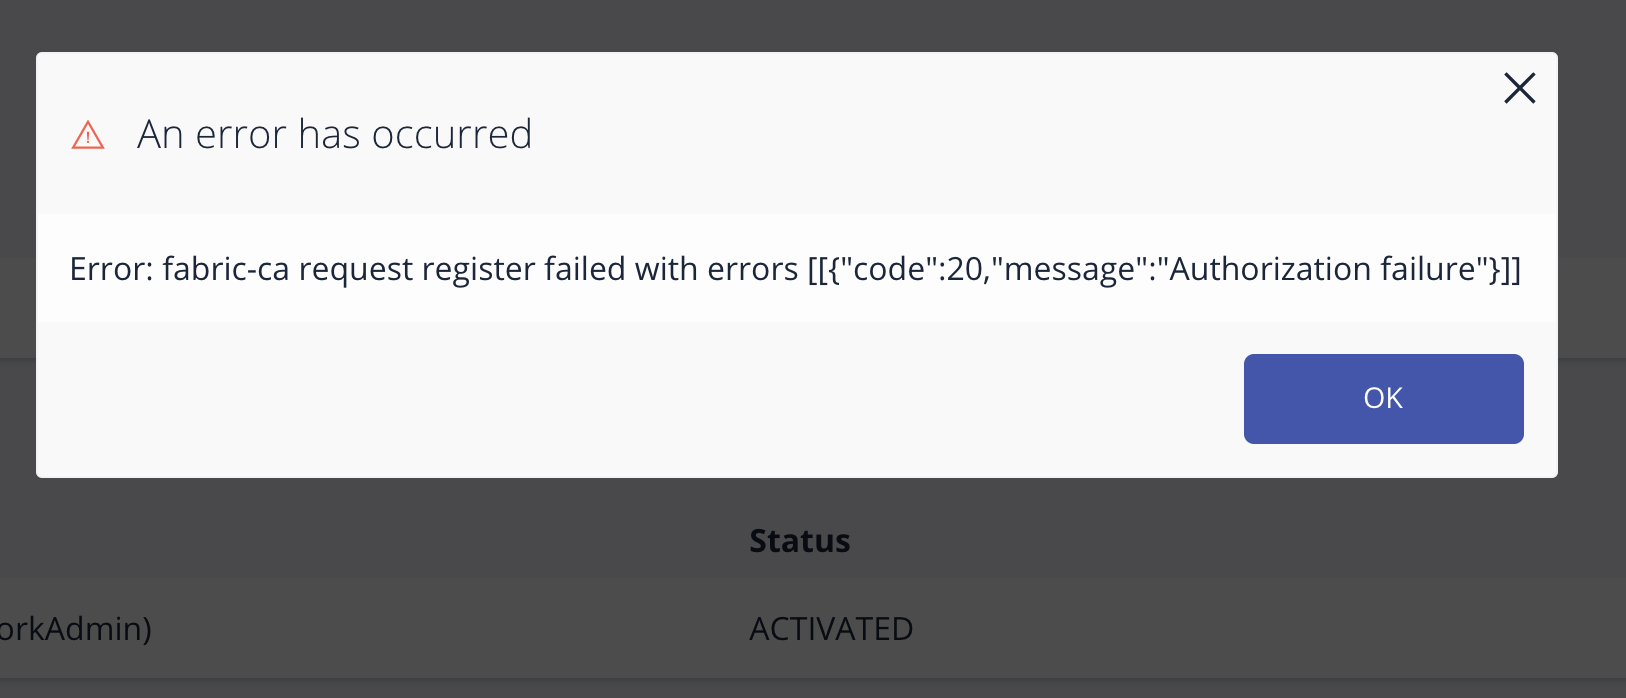 An error has occurred
Error: fabric-ca request register failed with errors [[{"code":20,"message":"Authorization failure"}]]
OK
Status
orkAdmin) ACTIVATED